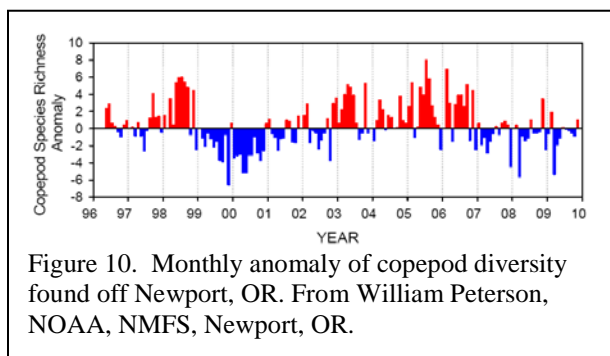 10
8
6
4
2
0
-2
-4
-6
-8
Copepod Species Richness
Anomaly
96 97 98 99 00 01 02 03 04 05 06 07 08 09 10
YEAR
Figure 10. Monthly anomaly of copepod diversity
found off Newport, OR. From William Peterson,
NOAA, NMFS, Newport, OR.